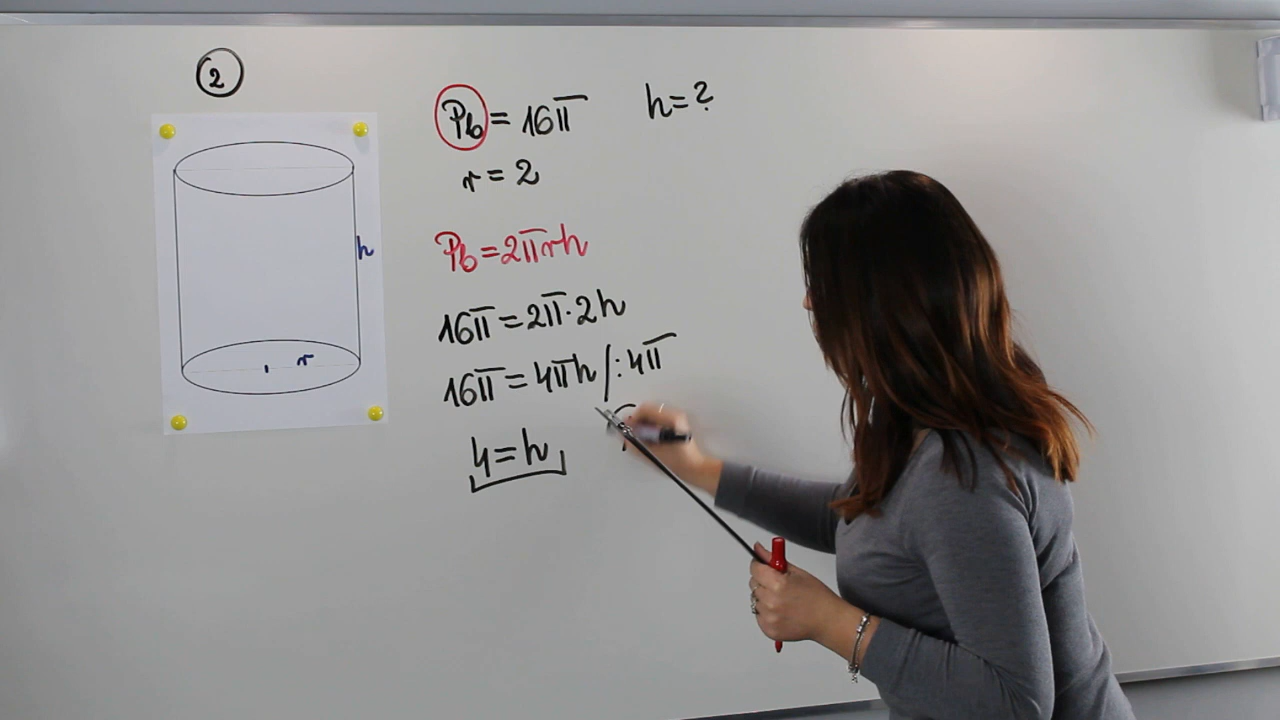 2
Pb = 16π h = ?
r = 2
Pb = 2πrh
16π = 2π · 2h
16π = 4πh /: 4π
4 = h
h
r